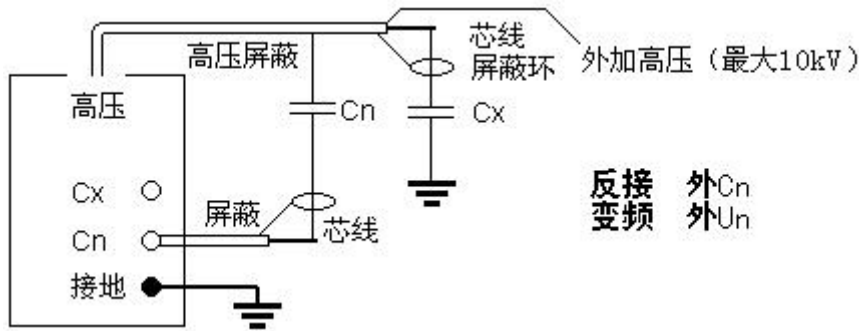 芯线
高压屏蔽
屏蔽环
外加高压（最大10kV）
高压
Cn
Cx
Cx
反接 外Cn
屏蔽
变频 外Un
Cn
芯线
接地